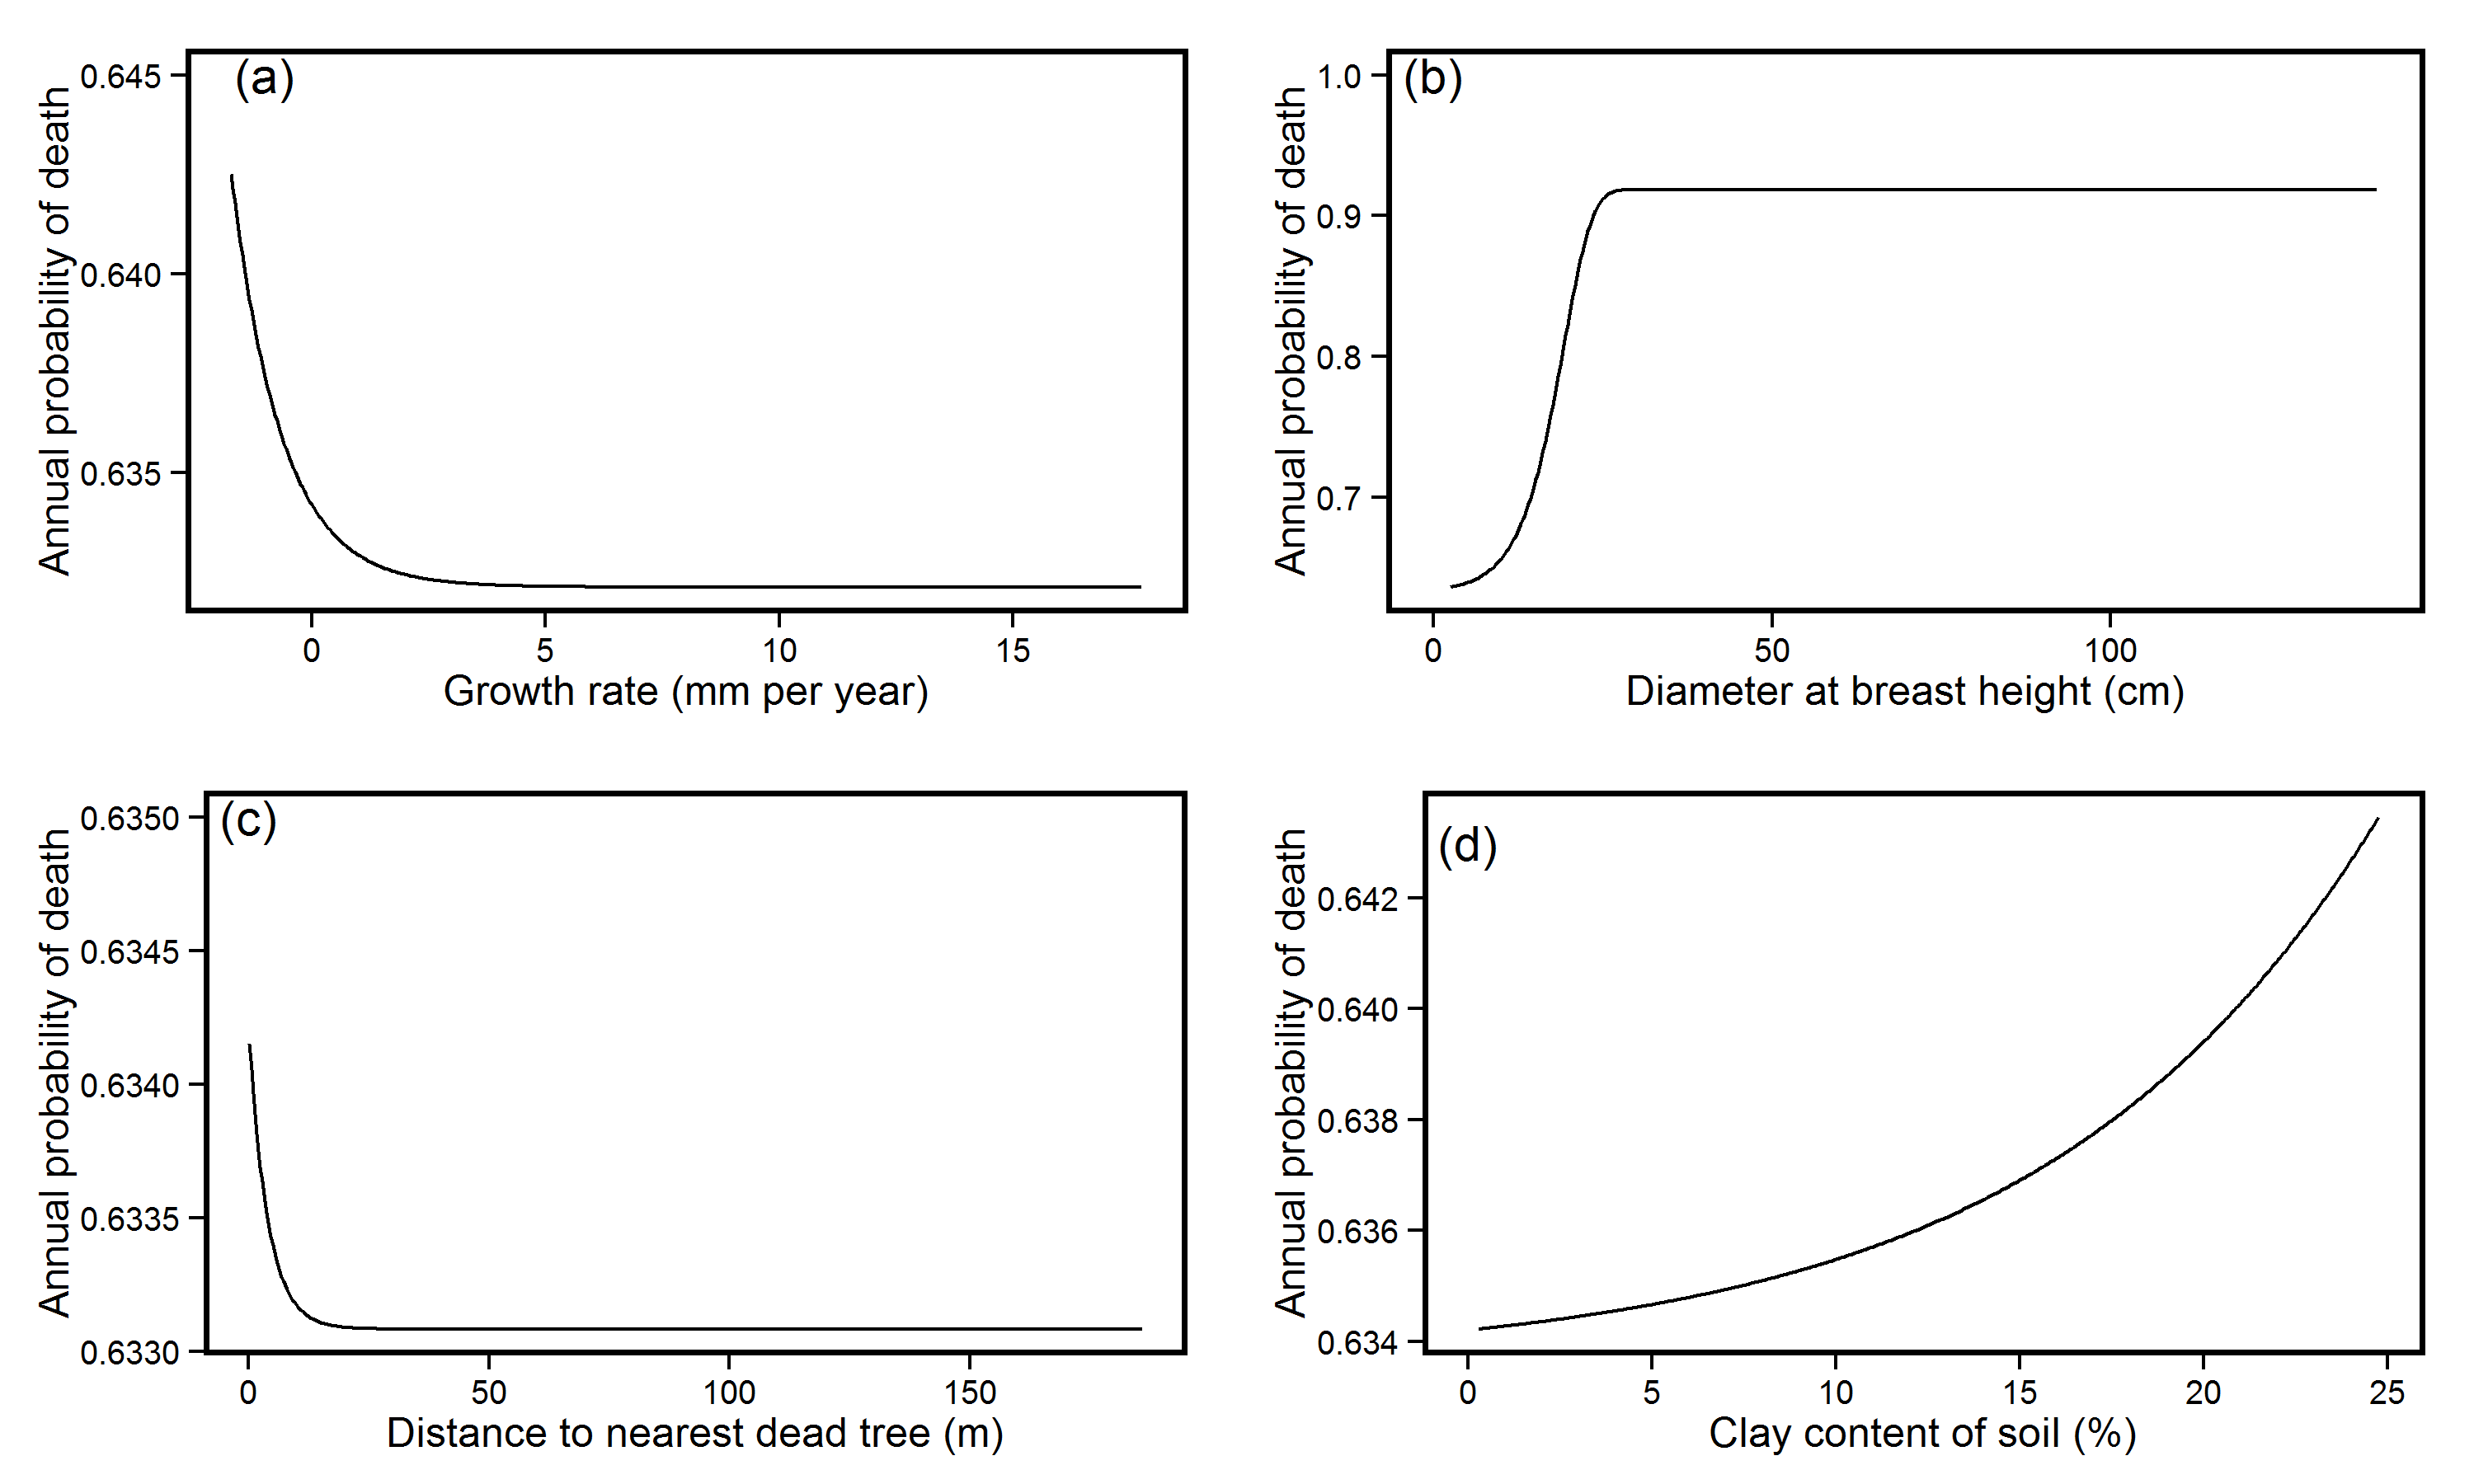 (a)
Annual probability of death
0.645
0.640
0.635
0 5 10 15
Growth rate (mm per year)
(b)
Annual probability of death
1.0
0.9
0.8
0.7
0 50 100
Diameter at breast height (cm)
(c)
Annual probability of death
0.6350
0.6345
0.6340
0.6335
0.6330
0 50 100 150
Distance to nearest dead tree (m)
(d)
Annual probability of death
0.642
0.640
0.638
0.636
0.634
0 5 10 15 20 25
Clay content of soil (%)